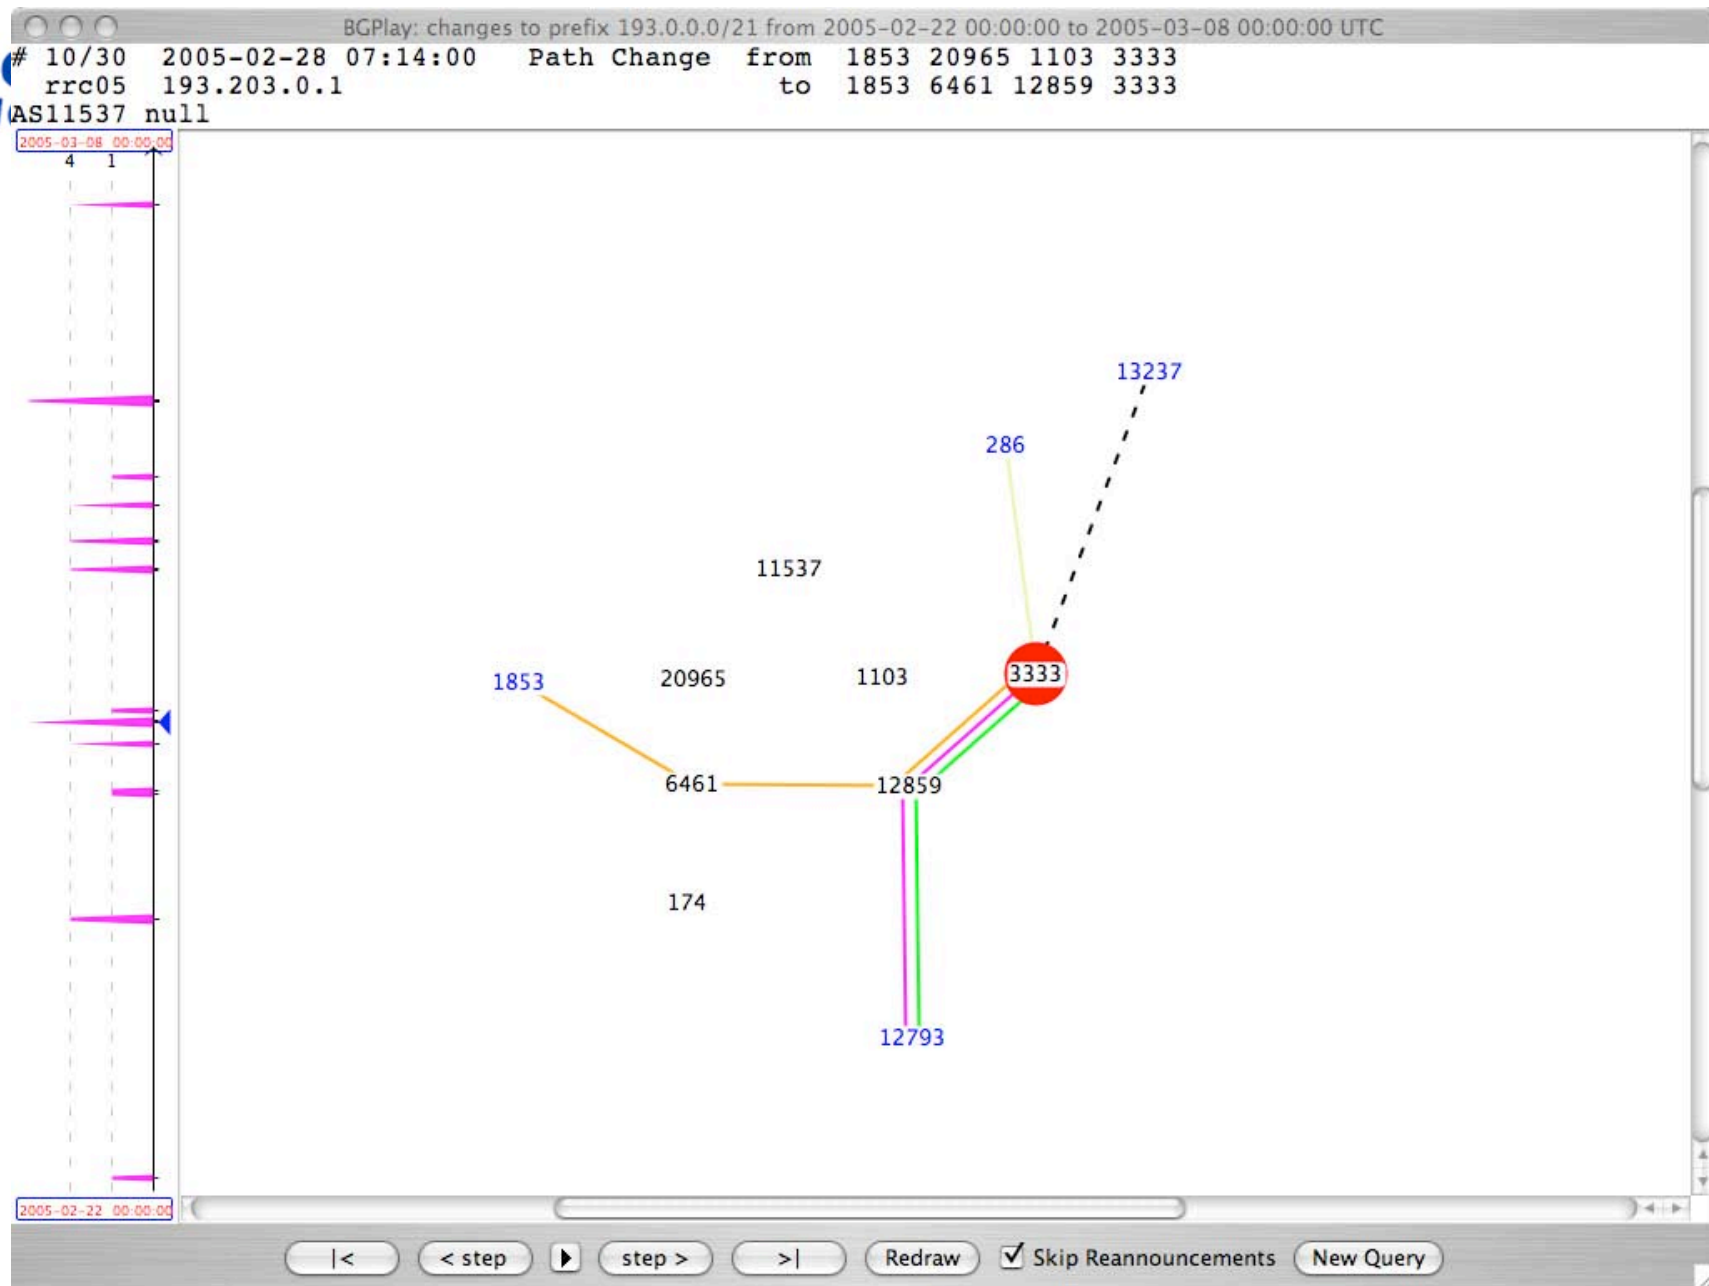 BGPlay: changes to prefix 193.0.0.0/21 from 2005-02-22 00:00:00 to 2005-03-08 00:00:00 UTC
# 10/30 2005-02-28 07:14:00 Path Change from 1853 20965 1103 3333
rrc05 193.203.0.1 to 1853 6461 12859 3333
AS11537 null
2005-03-08 00:00:00
4 1
13237
286
11537
3333
1853 20965 1103
6461 12859
174
12793
2005-02-22 00:00:00
|< < step step > >| Redraw Skip Reannouncements New Query